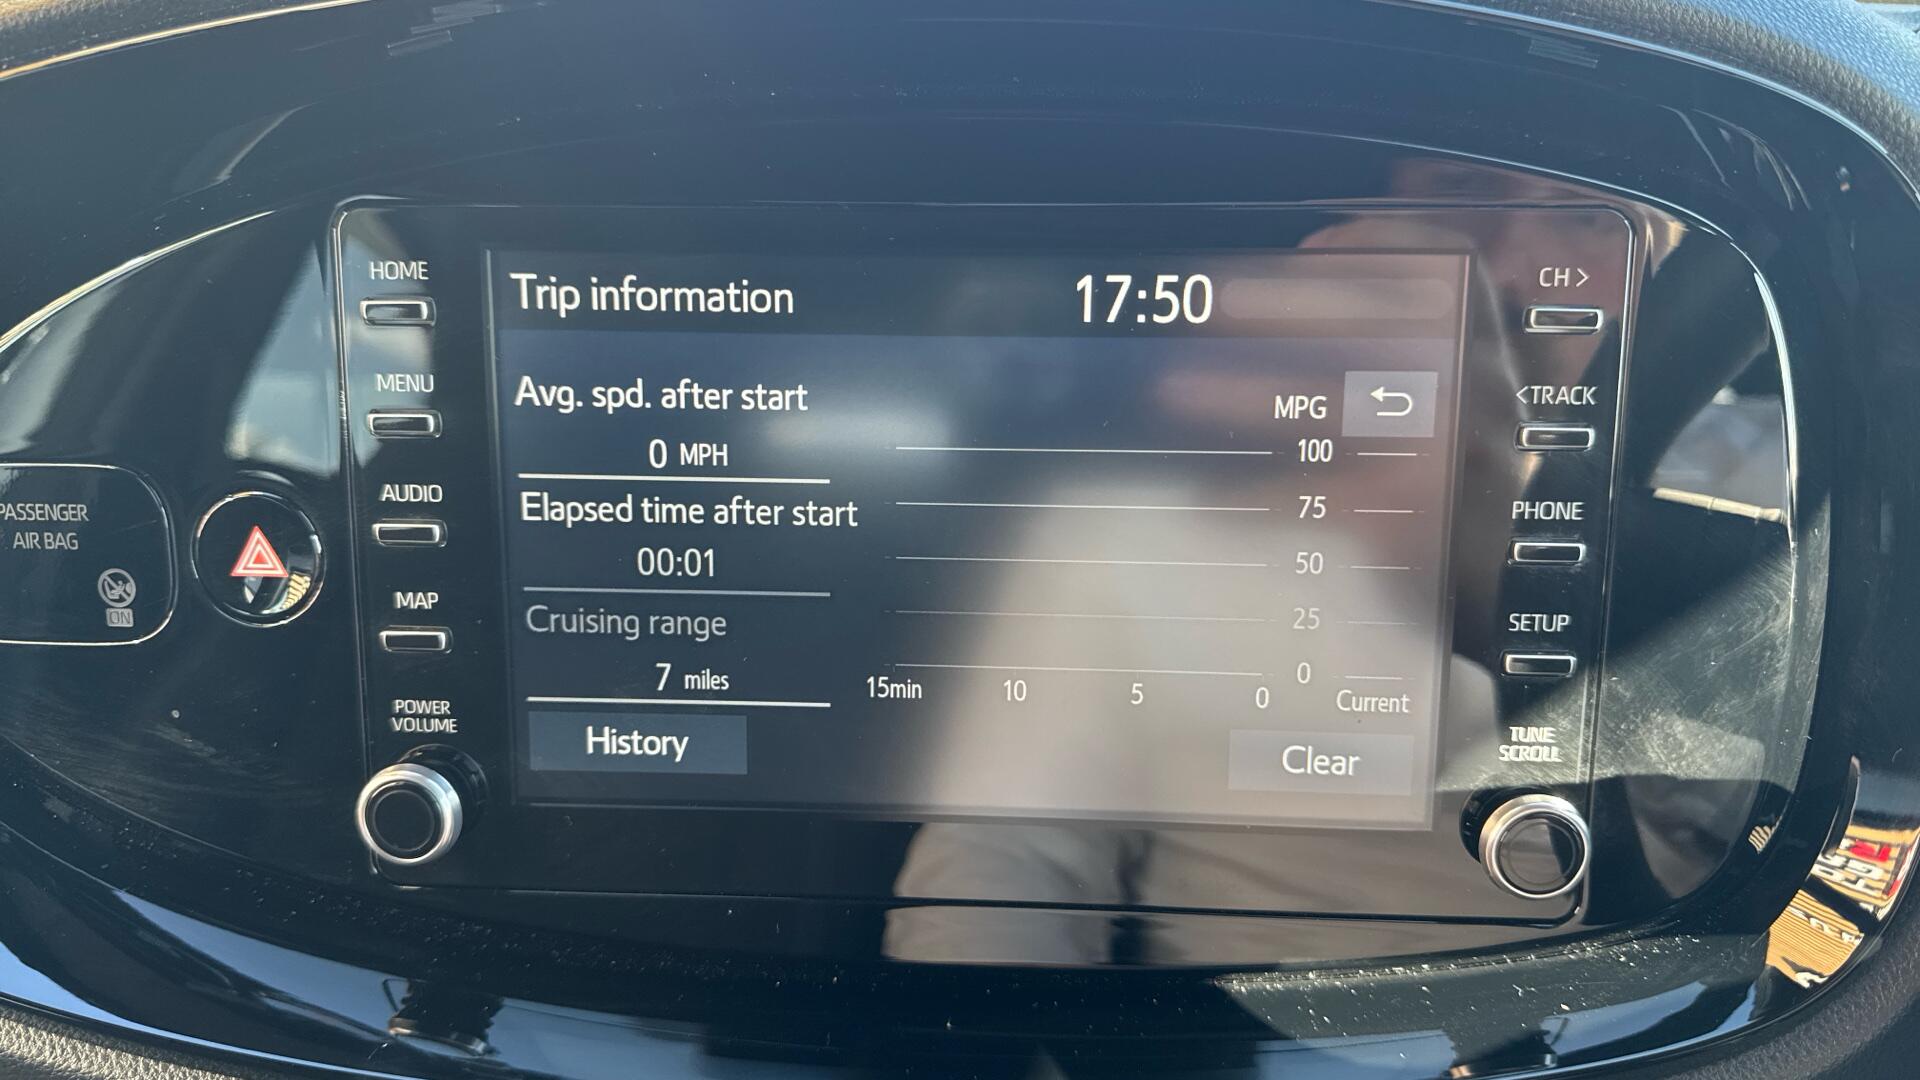 HOME
MENU
AUDIO
MAP
POWER
VOLUME
PASSENGER
AIR BAG
ON
Trip information
17:50
Avg. spd. after start
0 MPH
Elapsed time after start
00:01
Cruising range
7 miles
History
MPG
100
75
50
25
0
15min 10 5 0 Current
Clear
CH >
<TRACK
PHONE
SETUP
TUNE
SCROLL